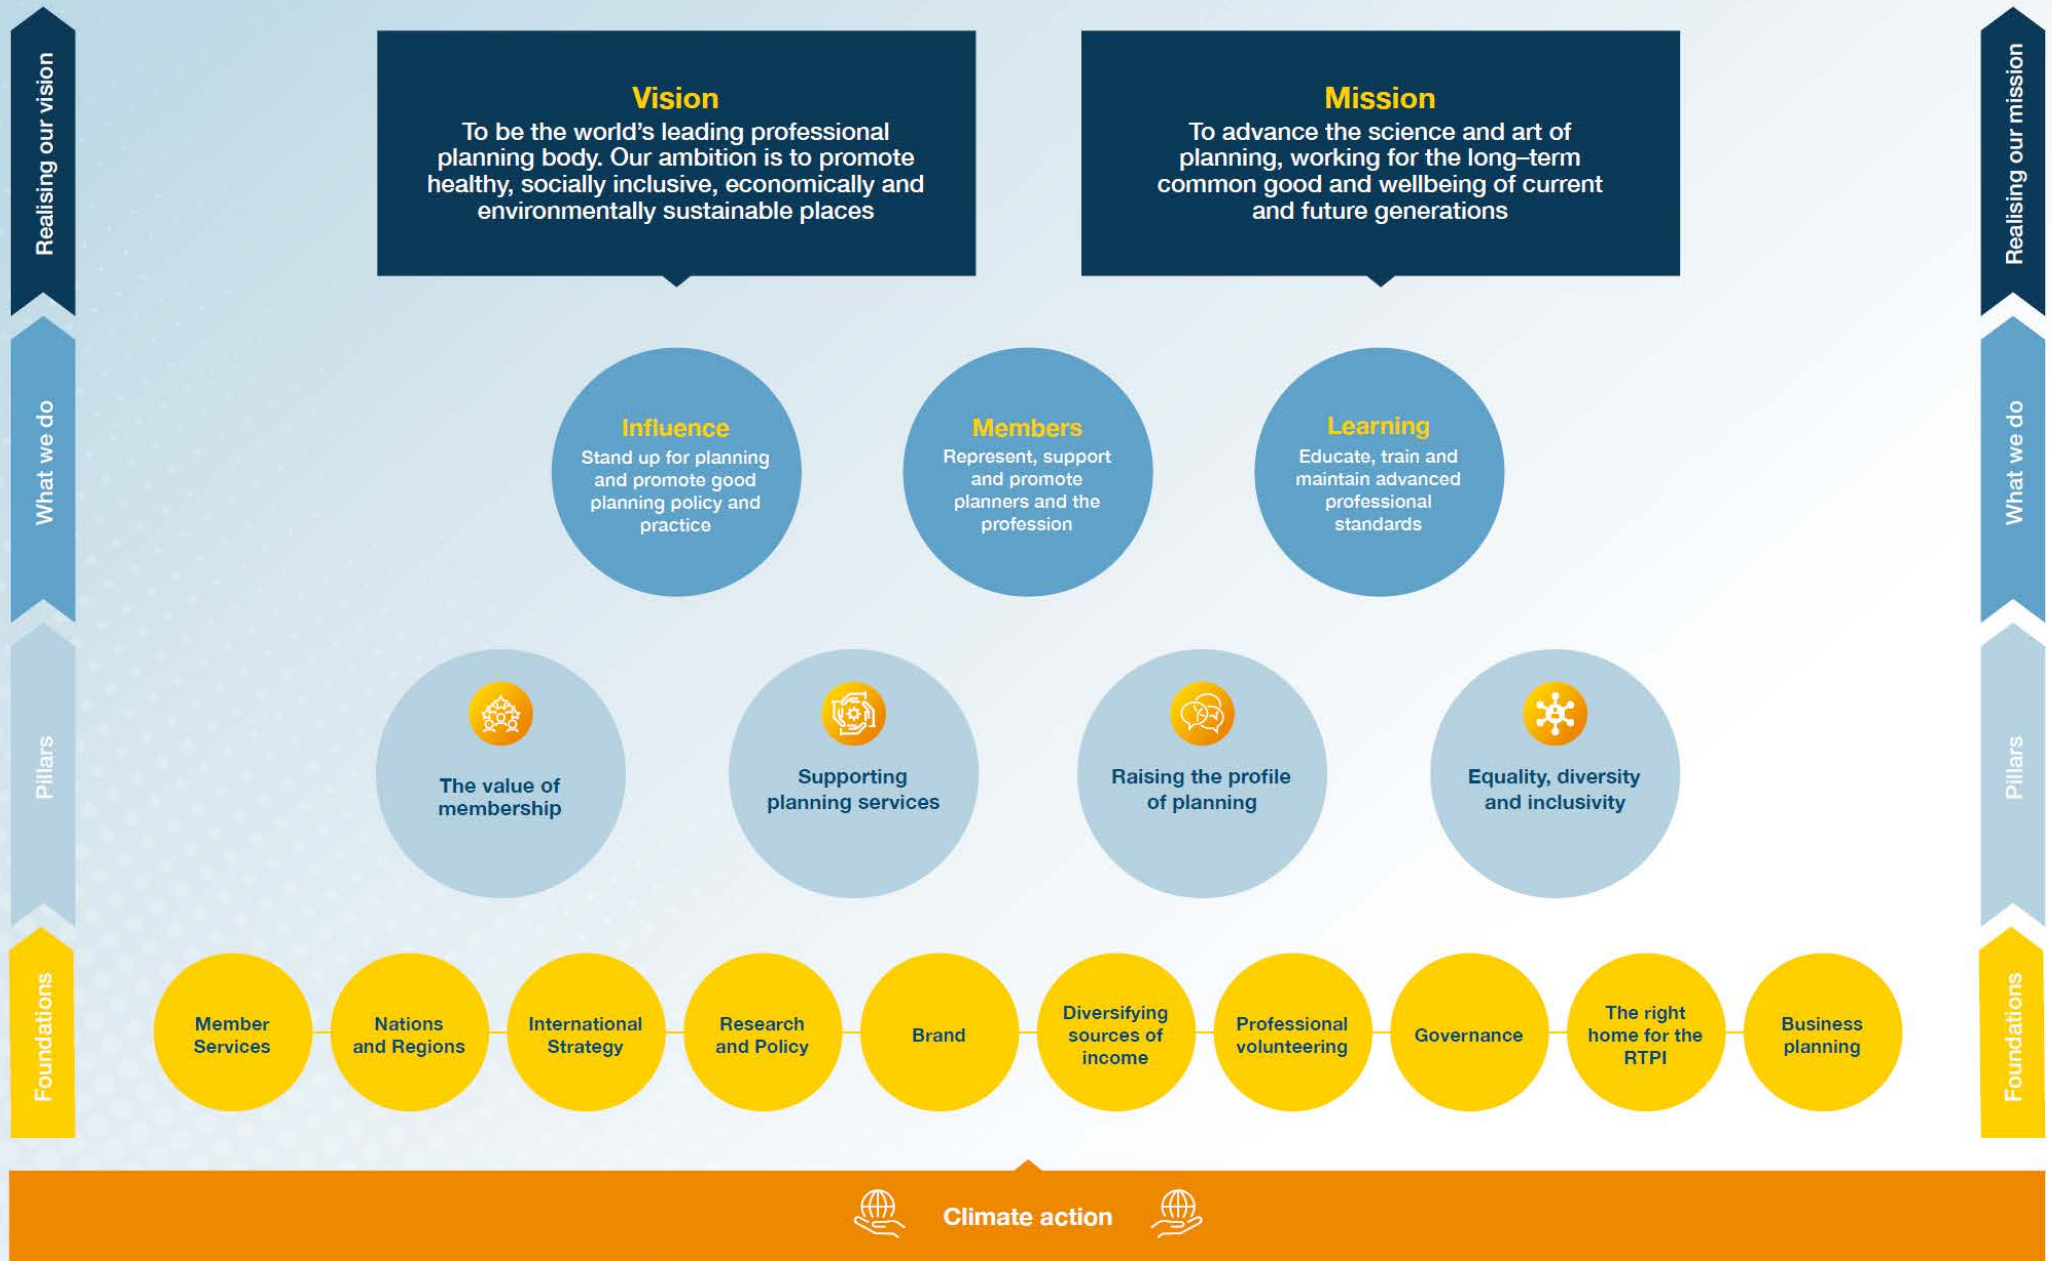 Realising our vision
Vision
To be the world's leading professional
planning body. Our ambition is to promote
healthy, socially inclusive, economically and
environmentally sustainable places
Mission
To advance the science and art of
planning, working for the long–term
common good and wellbeing of current
and future generations
Realising our mission
What we do
Influence
Stand up for planning
and promote good
planning policy and
practice
Members
Represent, support
and promote
planners and the
profession
Learning
Educate, train and
maintain advanced
professional
standards
What we do
Pillars
The value of
membership
Supporting
planning services
Raising the profile
of planning
Equality, diversity
and inclusivity
Pillars
Foundations
Member
Services
Nations
and Regions
International
Strategy
Research
and Policy
Brand
Diversifying
sources of
income
Professional
volunteering
Governance
The right
home for the
RTPI
Business
planning
Foundations
Climate action